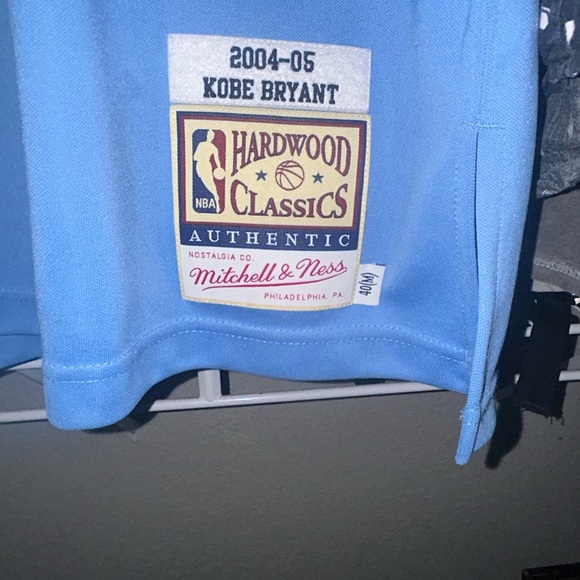 2004-05
KOBE BRYANT
NBA
HARDWOOD
CLASSICS
AUTHENTIC
NOSTALGIA CO.
Mitchell & Ness
PHILADELPHIA, PA.
40(M)